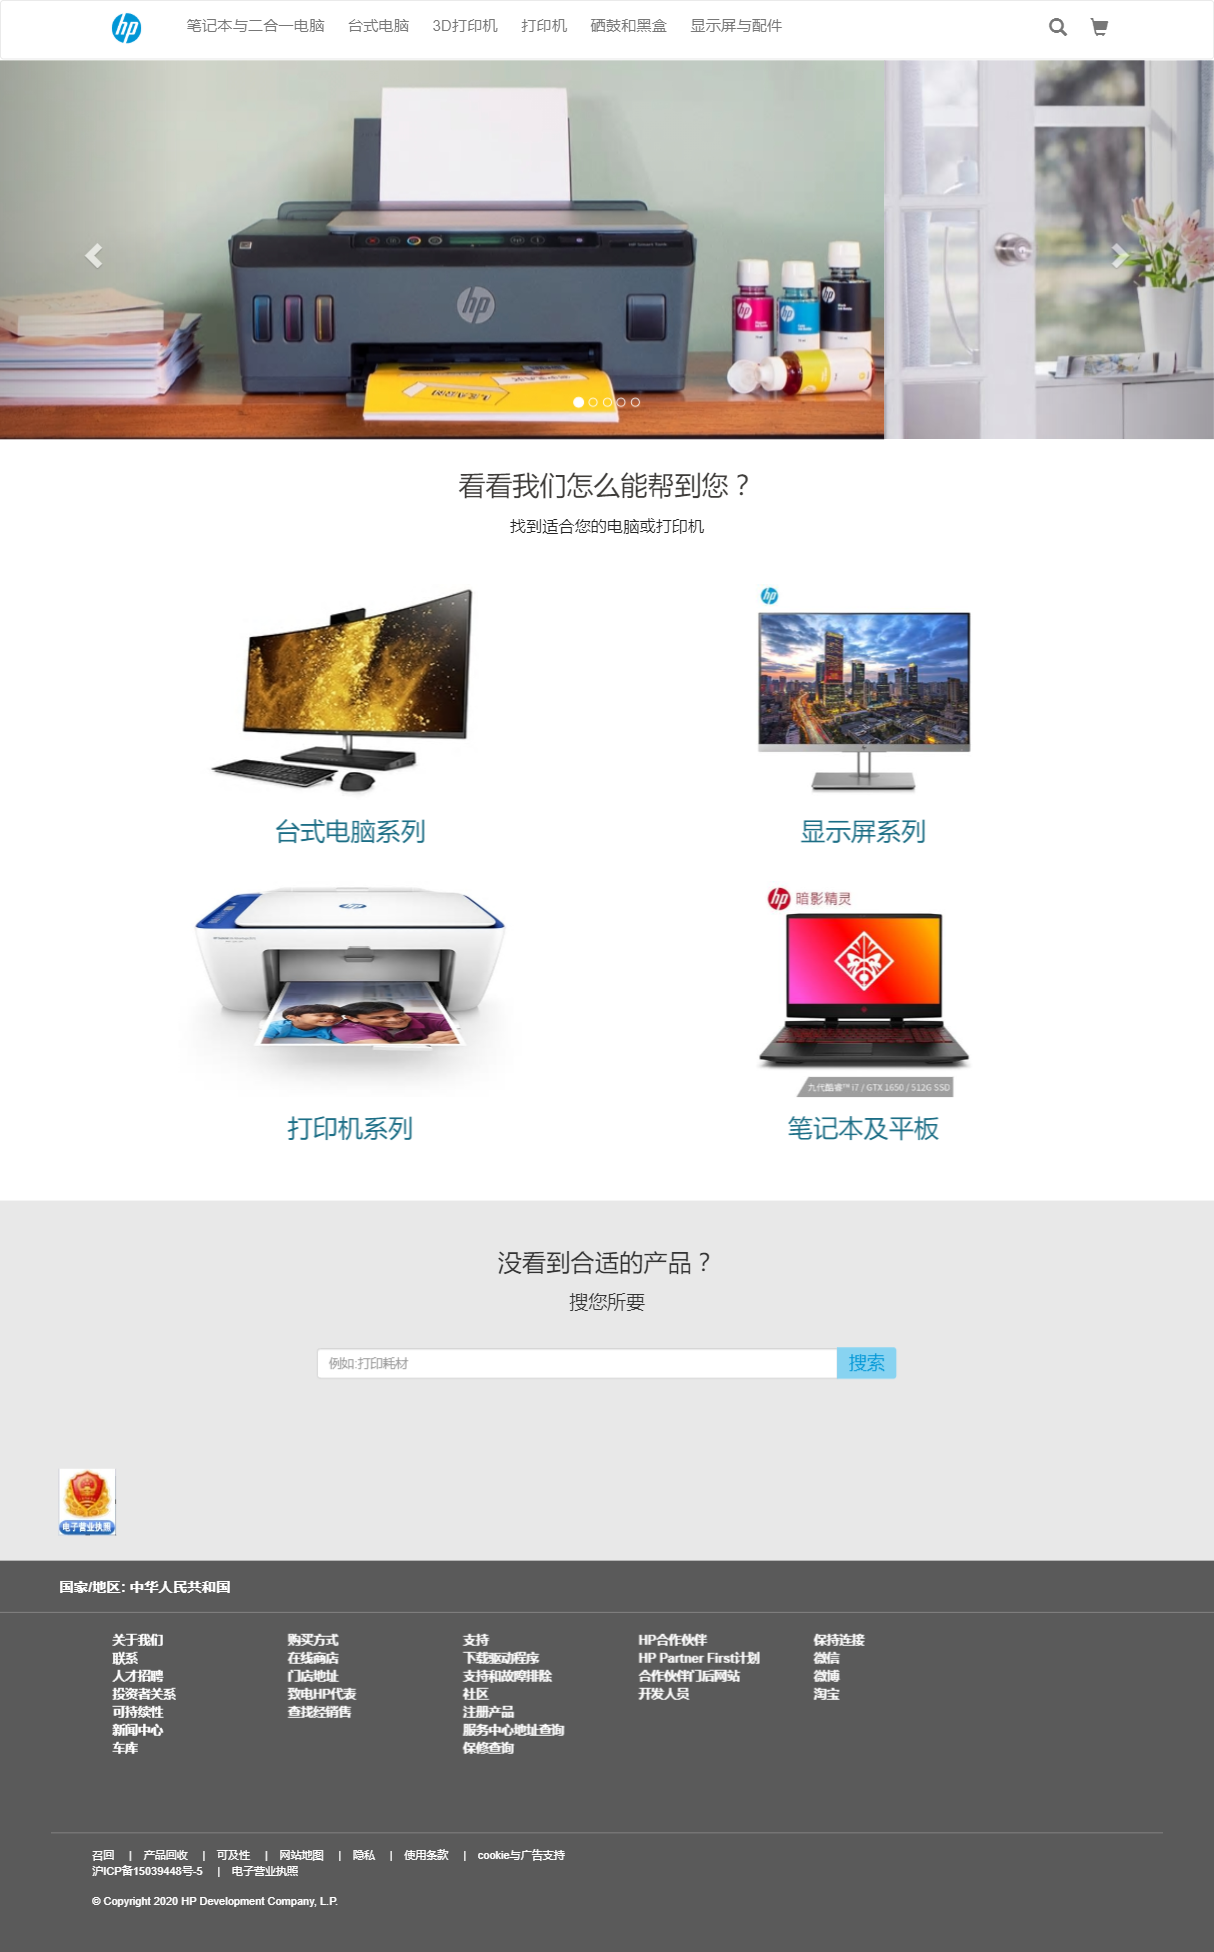 hp
笔记本与二合一电脑 台式电脑 3D打印机 打印机 硒鼓和黑盒 显示屏与配件
hp
看看我们怎么能帮到您？
找到适合您的电脑或打印机
hp
台式电脑系列 显示屏系列
hp 暗影精灵
九代酷睿™ i7 / GTX 1650 / 512G SSD
打印机系列 笔记本及平板
没看到合适的产品？
搜您所要
例如:打印耗材 搜索
电子营业执照
国家/地区: 中华人民共和国
关于我们 购买方式 支持 HP合作伙伴 保持连接
联系 在线商店 下载驱动程序 HP Partner First计划 微信
人才招聘 门店地址 支持和故障排除 合作伙伴门后网站 微博
投资者关系 致电HP代表 社区 开发人员 淘宝
可持续性 查找经销售 注册产品
新闻中心 服务中心地址查询
车库 保修查询
召回 | 产品回收 | 可及性 | 网站地图 | 隐私 | 使用条款 | cookie与广告支持
沪ICP备15039448号-5 | 电子营业执照
© Copyright 2020 HP Development Company, L.P.